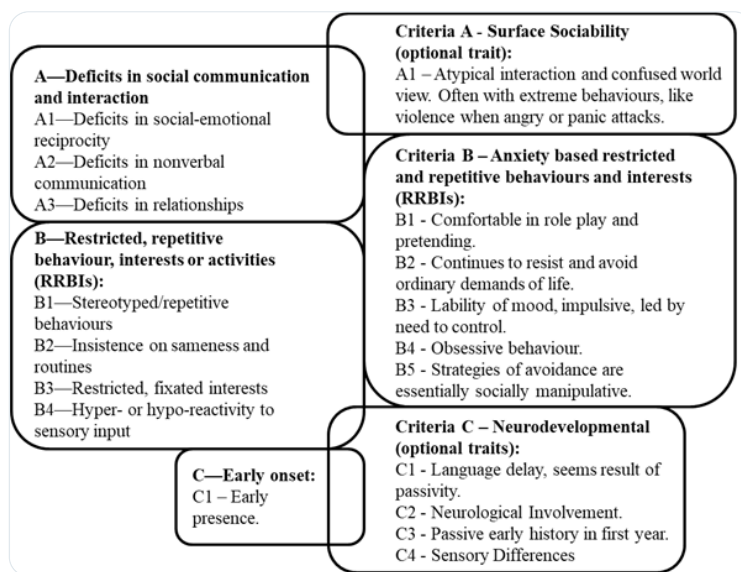 A—Deficits in social communication
and interaction
A1—Deficits in social-emotional
reciprocity
A2—Deficits in nonverbal
communication
A3—Deficits in relationships
B—Restricted, repetitive
behaviour, interests or activities
(RRBIs):
B1—Stereotyped/repetitive
behaviours
B2—Insistence on sameness and
routines
B3—Restricted, fixated interests
B4—Hyper- or hypo-reactivity to
sensory input
C—Early onset:
C1 – Early
presence.
Criteria A - Surface Sociability
(optional trait):
A1 – Atypical interaction and confused world
view. Often with extreme behaviours, like
violence when angry or panic attacks.
Criteria B – Anxiety based restricted
and repetitive behaviours and interests
(RRBIs):
B1 - Comfortable in role play and
pretending.
B2 - Continues to resist and avoid
ordinary demands of life.
B3 - Lability of mood, impulsive, led by
need to control.
B4 - Obsessive behaviour.
B5 - Strategies of avoidance are
essentially socially manipulative.
Criteria C – Neurodevelopmental
(optional traits):
C1 - Language delay, seems result of
passivity.
C2 - Neurological Involvement.
C3 - Passive early history in first year.
C4 - Sensory Differences